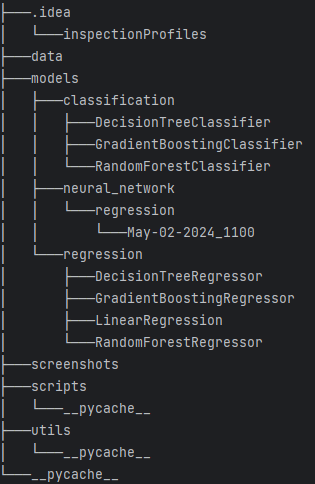 ├───.idea
│   └───inspectionProfiles
├───data
├───models
│   ├───classification
│   │   ├───DecisionTreeClassifier
│   │   ├───GradientBoostingClassifier
│   │   └───RandomForestClassifier
│   ├───neural_network
│   │   └───regression
│   │       └───May-02-2024_1100
│   └───regression
│       ├───DecisionTreeRegressor
│       ├───GradientBoostingRegressor
│       ├───LinearRegression
│       └───RandomForestRegressor
├───screenshots
├───scripts
│   └───__pycache__
├───utils
│   └───__pycache__
└───__pycache__